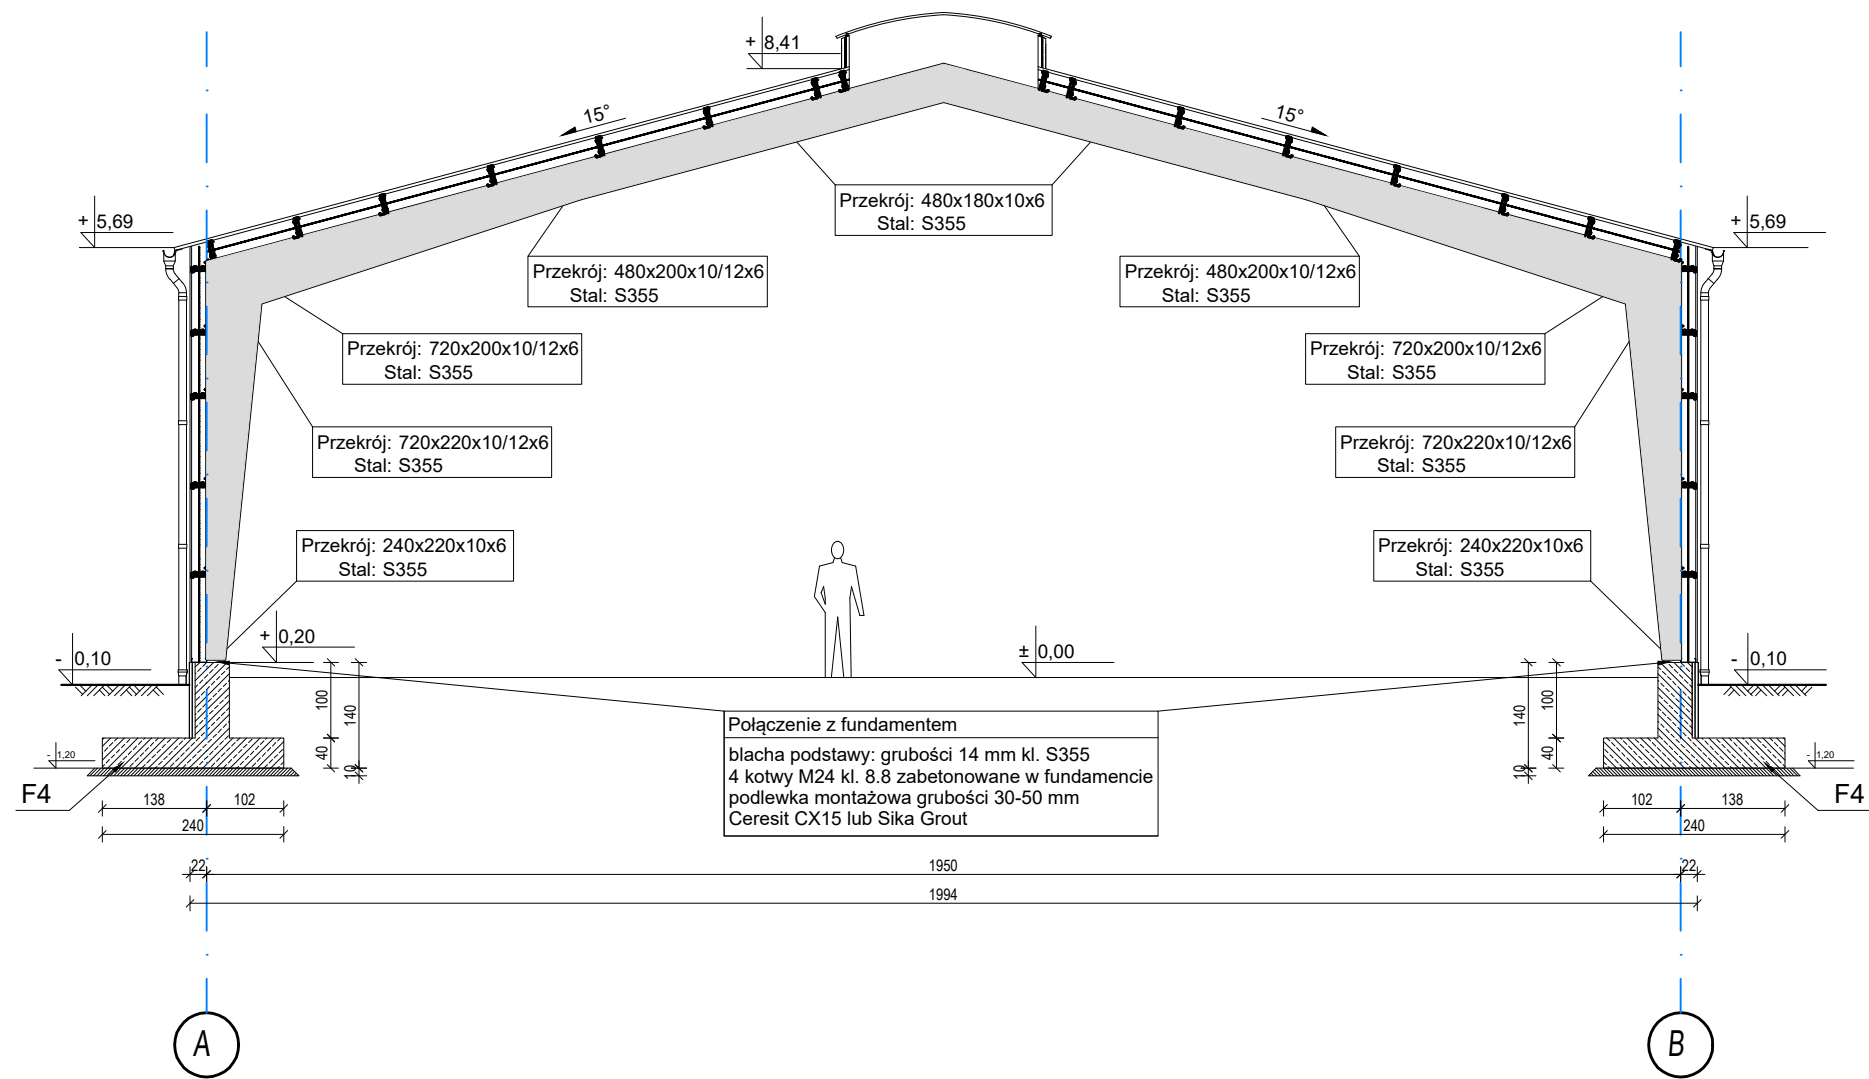 + 8,41
15°
15°
+ 5,69
+ 5,69
Przekrój: 480x180x10x6
Stal: S355
Przekrój: 480x200x10/12x6
Stal: S355
Przekrój: 480x200x10/12x6
Stal: S355
Przekrój: 720x200x10/12x6
Stal: S355
Przekrój: 720x200x10/12x6
Stal: S355
Przekrój: 720x220x10/12x6
Stal: S355
Przekrój: 720x220x10/12x6
Stal: S355
Przekrój: 240x220x10x6
Stal: S355
Przekrój: 240x220x10x6
Stal: S355
+ 0,20
± 0,00
- 0,10
- 0,10
100
140
40
10
140
100
40
10
- 1,20
- 1,20
Połączenie z fundamentem
blacha podstawy: grubości 14 mm kl. S355
4 kotwy M24 kl. 8.8 zabetonowane w fundamencie
podlewka montażowa grubości 30-50 mm
Ceresit CX15 lub Sika Grout
F4
F4
138
102
240
102
138
240
22
1950
22
1994
A
B